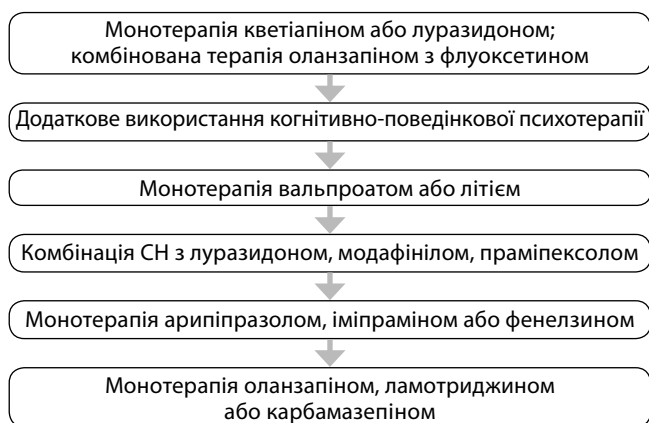 Монотерапія кветіапіном або луразидоном;
комбінована терапія оланзапіном з флуоксетином
Додаткове використання когнітивно-поведінкової психотерапії
Монотерапія вальпроатом або літієм
Комбінація СН з луразидоном, модафінілом, праміпексолом
Монотерапія арипіпразолом, іміпраміном або фенелзином
Монотерапія оланзапіном, ламотриджином
або карбамазепіном